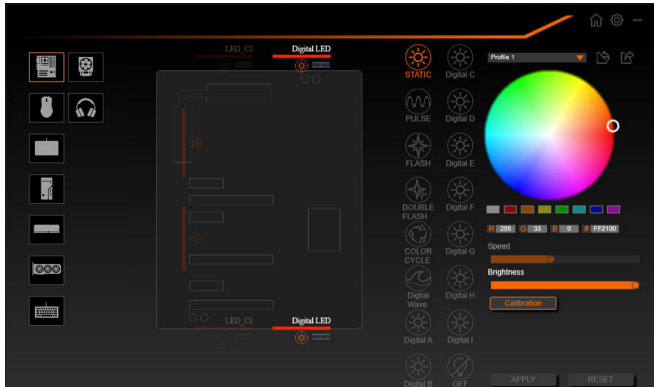 LED_C2
Digital LED
STATIC
Digital C
Profile 1
PULSE
Digital D
FLASH
Digital E
DOUBLE
FLASH
Digital F
R 255 G 33 B 0 # FF2100
COLOR
CYCLE
Digital G
Speed
Brightness
Digital
Wave
Digital H
Calibration
LED_C1
Digital LED
Digital A
Digital I
Digital B
OFF
APPLY
RESET